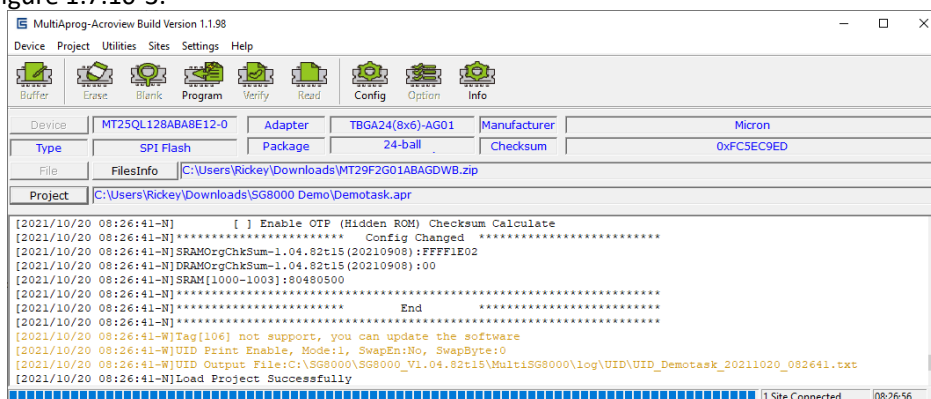 igure 1.7.10-3.
MultiAprog-Acroview Build Version 1.1.98
Device Project Utilities Sites Settings Help
Buffer Erase Blank Program Verify Read Config Option Info
Device MT25QL128ABA8E12-0 Adapter TBGA24(8x6)-AG01 Manufacturer Micron
Type SPI Flash Package 24-ball Checksum 0xFC5EC9ED
File FilesInfo C:\Users\Rickey\Downloads\MT29F2G01ABAGDWB.zip
Project C:\Users\Rickey\Downloads\SG8000 Demo\Demotask.apr
[2021/10/20 08:26:41-N] [ ] Enable OTP (Hidden ROM) Checksum Calculate
[2021/10/20 08:26:41-N]************************ Config Changed **************************
[2021/10/20 08:26:41-N]SRAMOrgChkSum-1.04.82t15(20210908):FFFF1E02
[2021/10/20 08:26:41-N]DRAMOrgChkSum-1.04.82t15(20210908):00
[2021/10/20 08:26:41-N]SRAM[1000-1003]:80480500
[2021/10/20 08:26:41-N]*********************************************************************
[2021/10/20 08:26:41-N]************************ End **************************
[2021/10/20 08:26:41-N]*********************************************************************
[2021/10/20 08:26:41-W]Tag[106] not support, you can update the software
[2021/10/20 08:26:41-W]UID Print Enable, Mode:1, SwapEn:No, SwapByte:0
[2021/10/20 08:26:41-W]UID Output File:C:\SG8000\SG8000_V1.04.82t15\MultiSG8000\log\UID\UID_Demotask_20211020_082641.txt
[2021/10/20 08:26:41-N]Load Project Successfully
1 Site Connected 08:26:56